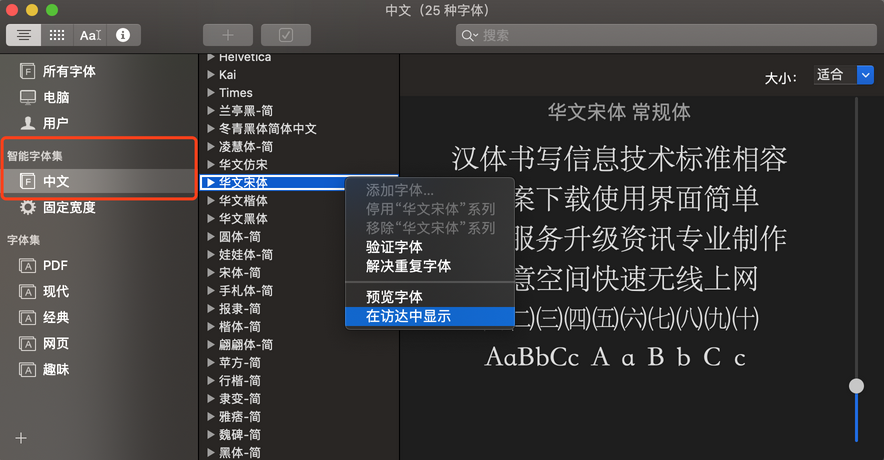 中文（25 种字体）
AaI
搜索
所有字体
电脑
用户
智能字体集
中文
固定宽度
字体集
PDF
现代
经典
网页
趣味
Helvetica
Kai
Times
兰亭黑-简
冬青黑体简体中文
凌慧体-简
华文仿宋
华文宋体
华文楷体
华文黑体
圆体-简
娃娃体-简
宋体-简
手札体-简
报隶-简
楷体-简
翩翩体-简
苹方-简
行楷-简
隶变-简
雅痞-简
魏碑-简
黑体-简
添加字体...
停用“华文宋体”系列
移除“华文宋体”系列
验证字体
解决重复字体
预览字体
在访达中显示
大小： 适合
华文宋体 常规体
汉体书写信息技术标准相容
案下载使用界面简单
服务升级资讯专业制作
意空间快速无线上网
㈡㈢㈣㈤㈥㈦㈧㈨㈩
AaBbCc A a B b C c